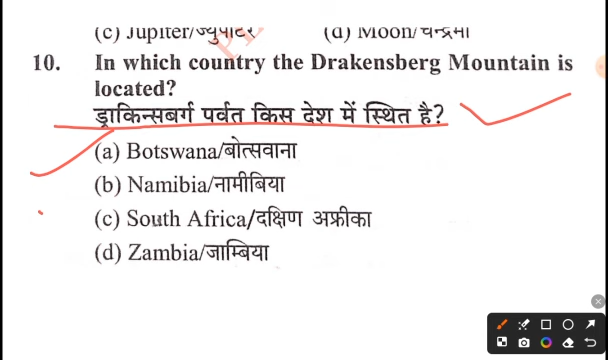 (c) Jupiter/ज्युपीटर (d) Moon/चन्द्रमा
10. In which country the Drakensberg Mountain is
located?
ड्राकिन्सबर्ग पर्वत किस देश में स्थित है?
(a) Botswana/बोत्सवाना
(b) Namibia/नामीबिया
(c) South Africa/दक्षिण अफ्रीका
(d) Zambia/जाम्बिया